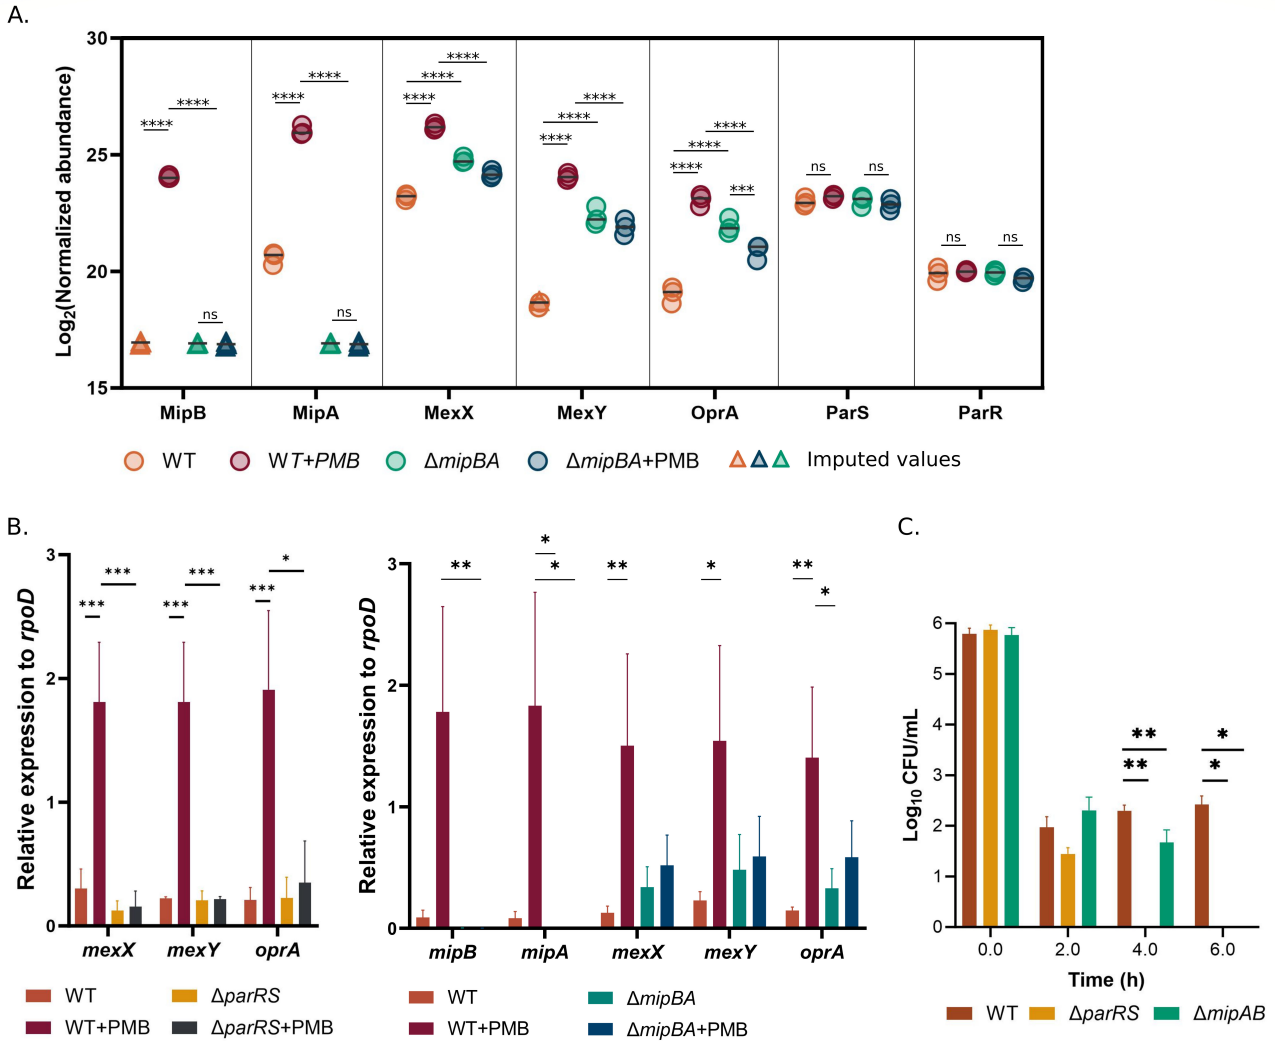 A.
Log2(Normalized abundance)
30
25
20
15
**** ****
ns
**** ****
ns
**** **** ****
**** **** ****
**** **** **** ***
ns ns
ns ns
MipB MipA MexX MexY OprA ParS ParR
WT WT+PMB ΔmipBA ΔmipBA+PMB Imputed values
B.
Relative expression to rpoD
3
2
1
0
*** ***
*** ***
*** *
mexX mexY oprA
WT ΔparRS
WT+PMB ΔparRS+PMB
Relative expression to rpoD
3
2
1
0
**
*
*
**
*
**
*
mipB mipA mexX mexY oprA
WT ΔmipBA
WT+PMB ΔmipBA+PMB
C.
Log10 CFU/mL
6
5
4
3
2
1
0
**
**
*
*
0.0 2.0 4.0 6.0
Time (h)
WT ΔparRS ΔmipAB